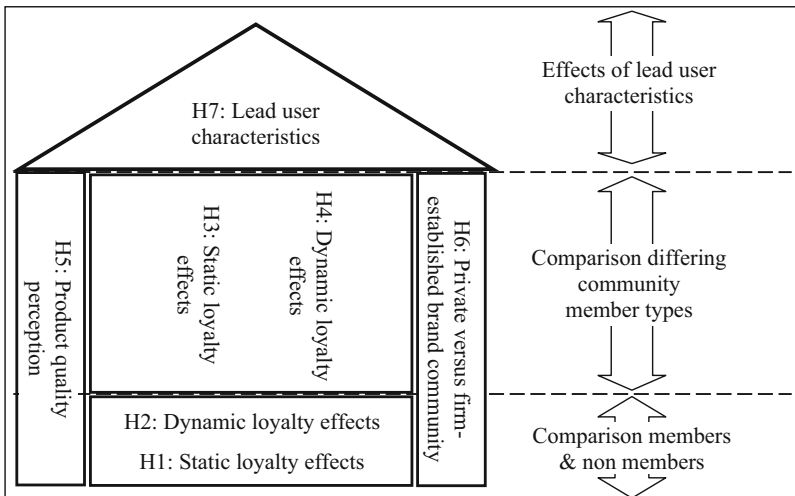 Effects of lead user
characteristics
H7: Lead user
characteristics
H5: Product quality
perception
H3: Static loyalty
effects
H4: Dynamic loyalty
effects
H6: Private versus firm-
established brand community
Comparison differing
community
member types
H2: Dynamic loyalty effects
H1: Static loyalty effects
Comparison members
& non members